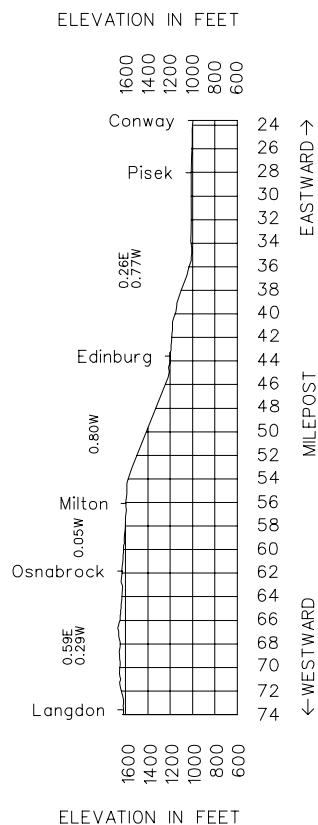 ELEVATION IN FEET
1600 1400 1200 1000 800 600
Conway
24
26
Pisek
28
30
32
34
36
38
40
42
Edinburg
44
46
48
50
52
54
Milton
56
58
60
Osnabrock
62
64
66
68
70
72
Langdon
74
0.26E
0.77W
0.80W
0.05W
0.59E
0.29W
EASTWARD →
MILEPOST
← WESTWARD
1600 1400 1200 1000 800 600
ELEVATION IN FEET